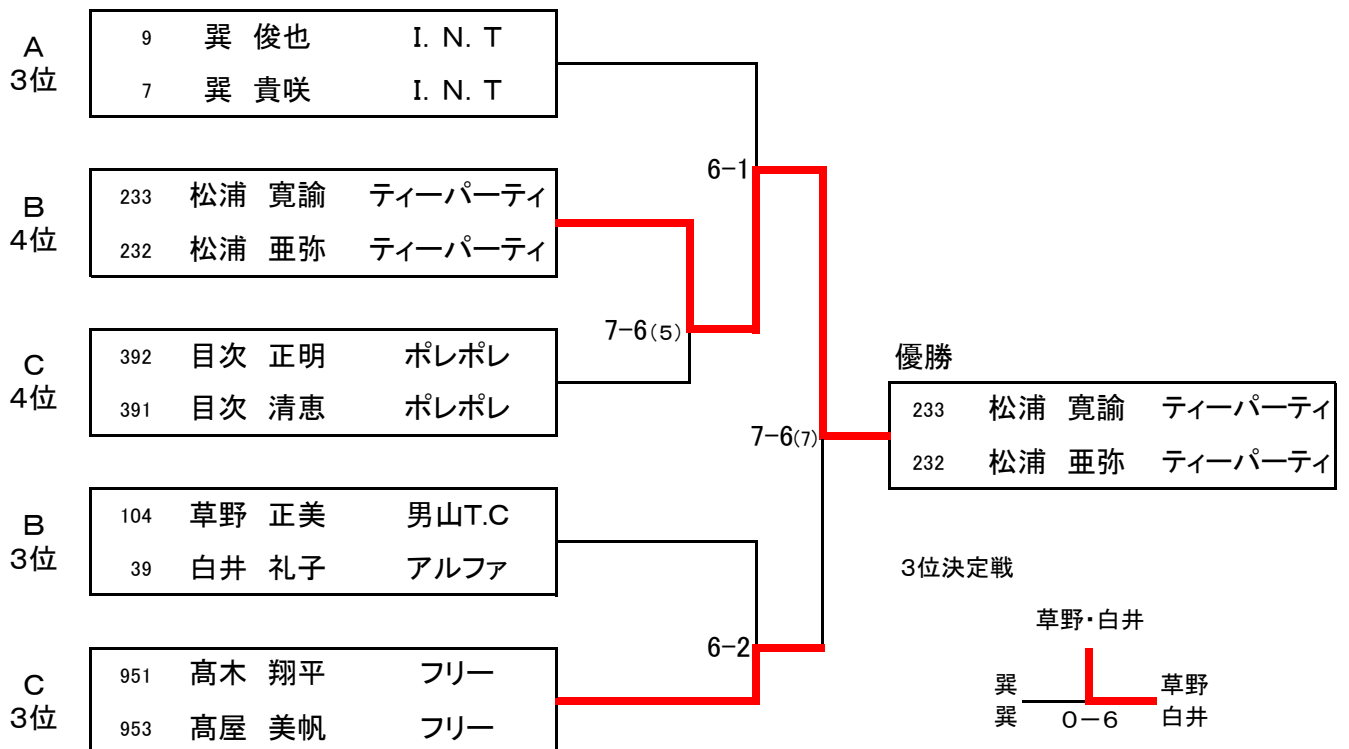 A
3位
9 巽 俊也 I. N. T
7 巽 貴咲 I. N. T
6-1
B
4位
233 松浦 寛諭 ティーパーティ
232 松浦 亜弥 ティーパーティ
7-6(5)
C
4位
392 目次 正明 ポレポレ
391 目次 清恵 ポレポレ
7-6(7)
優勝
233 松浦 寛諭 ティーパーティ
232 松浦 亜弥 ティーパーティ
B
3位
104 草野 正美 男山T.C
39 白井 礼子 アルファ
6-2
C
3位
951 髙木 翔平 フリー
953 髙屋 美帆 フリー
3位決定戦
草野・白井
巽 草野
巽 0-6 白井